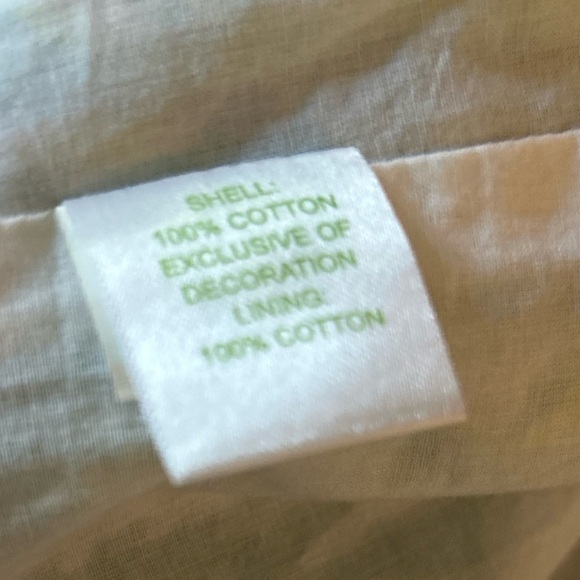 SHELL:
100% COTTON
EXCLUSIVE OF
DECORATION
LINING:
100% COTTON